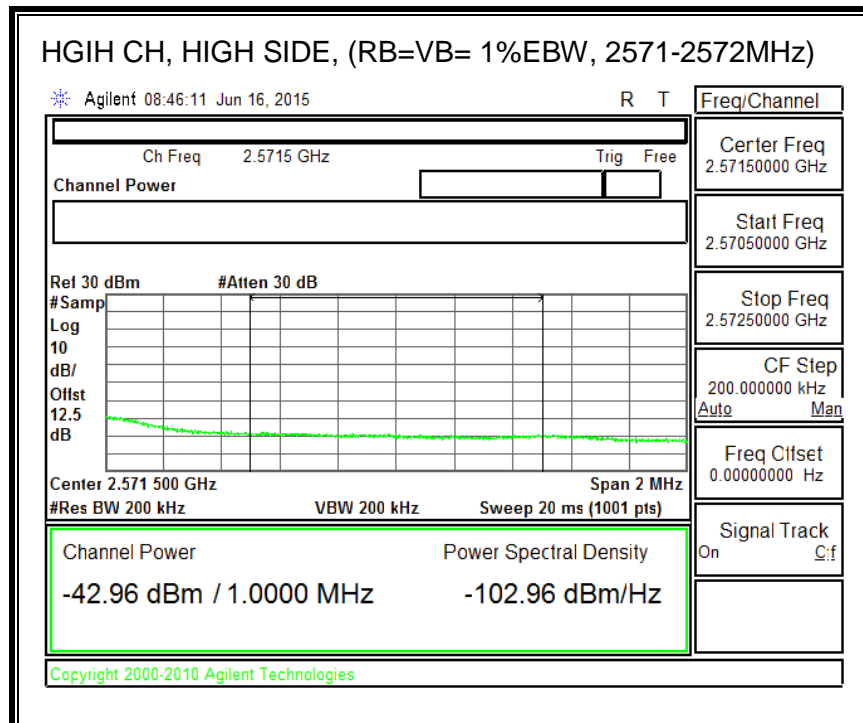 HGIH CH, HIGH SIDE, (RB=VB= 1%EBW, 2571-2572MHz)
Agilent 08:46:11 Jun 16, 2015
R T
Freq/Channel
Ch Freq 2.5715 GHz
Trig Free
Channel Power
Center Freq
2.57150000 GHz
Start Freq
2.57050000 GHz
Stop Freq
2.57250000 GHz
CF Step
200.000000 kHz
Auto Man
Freq Offset
0.00000000 Hz
Signal Track
On Off
Ref 30 dBm
#Atten 30 dB
#Samp
Log
10
dB/
Offst
12.5
dB
Center 2.571 500 GHz
Span 2 MHz
#Res BW 200 kHz
VBW 200 kHz
Sweep 20 ms (1001 pts)
Channel Power
Power Spectral Density
-42.96 dBm / 1.0000 MHz
-102.96 dBm/Hz
Copyright 2000-2010 Agilent Technologies